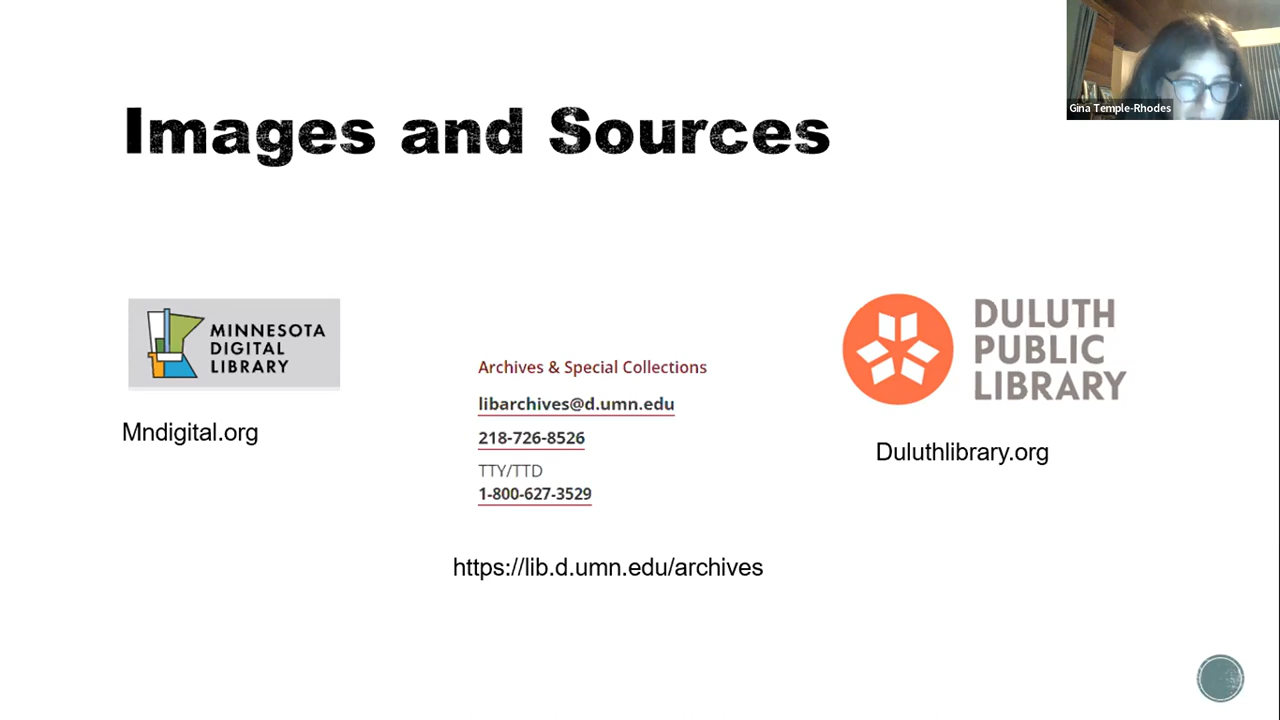 Gina Temple-Rhodes
Images and Sources
MINNESOTA
DIGITAL
LIBRARY
Mndigital.org
Archives & Special Collections
libarchives@d.umn.edu
218-726-8526
TTY/TTD
1-800-627-3529
https://lib.d.umn.edu/archives
DULUTH
PUBLIC
LIBRARY
Duluthlibrary.org